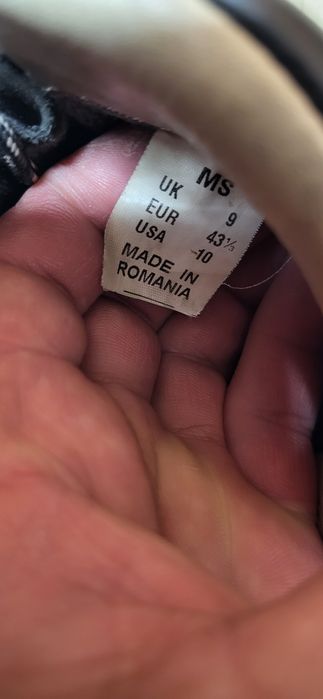 MS
UK 9
EUR 43⅓
USA 10
MADE IN
ROMANIA